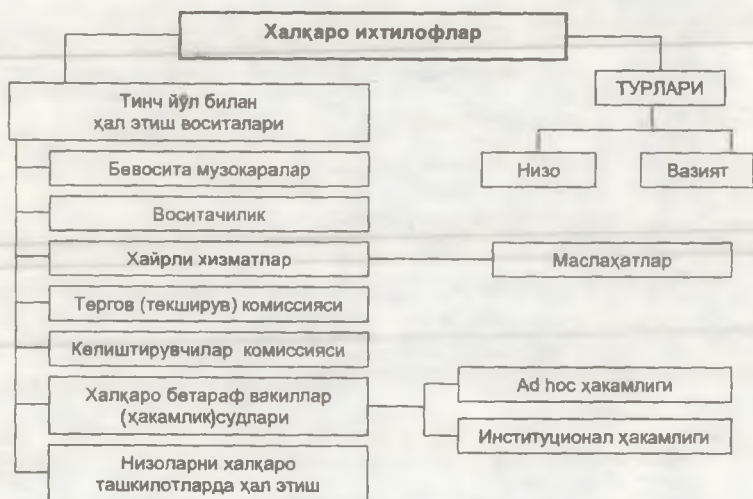 Халқаро ихтилофлар
Тинч йўл билан
ҳал этиш воситалари
Бевосита музокаралар
Воситачилик
Хайрли хизматлар
Тергов (текширув) комиссияси
Келиштирувчилар комиссияси
Халқаро бетараф вакиллар
(ҳакамлик)судлари
Низоларни халқаро
ташкилотларда ҳал этиш
ТУРЛАРИ
Низо
Вазият
Маслаҳатлар
Ad hoc ҳакамлиги
Институционал ҳакамлиги